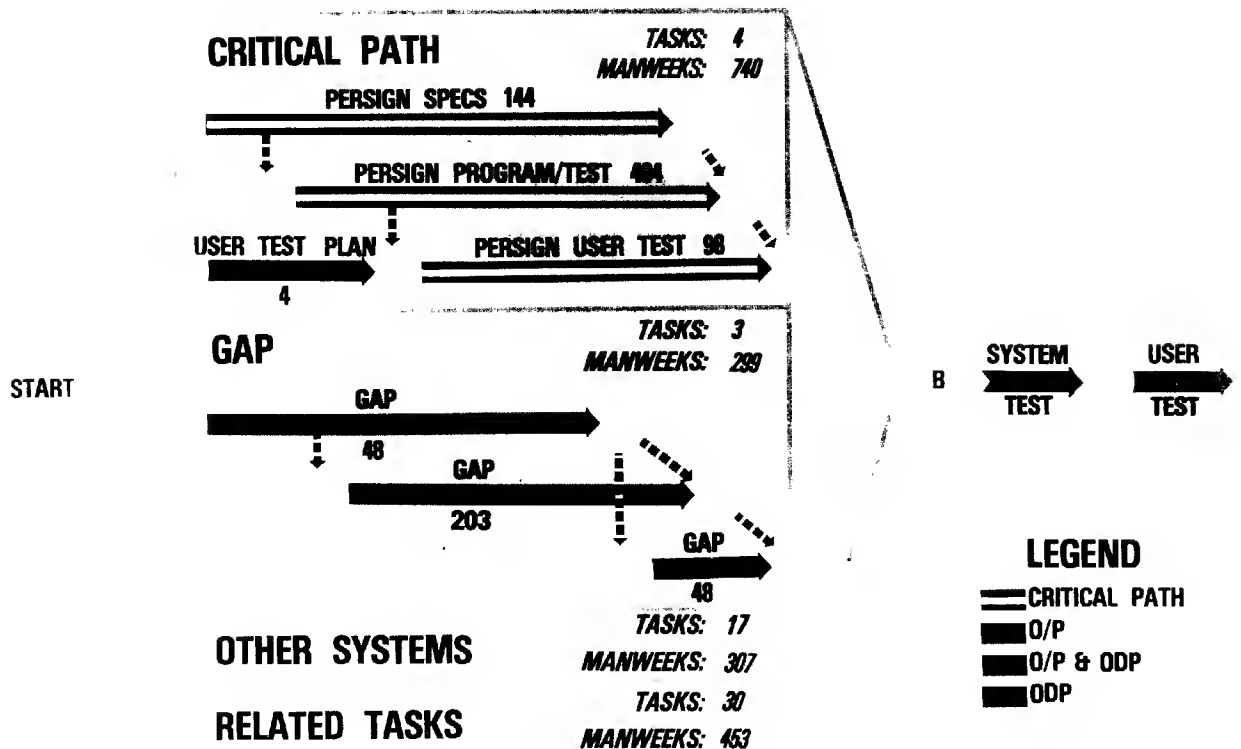 CRITICAL PATH
TASKS: 4
MANWEEKS: 740
PERSIGN SPECS 144
PERSIGN PROGRAM/TEST 494
USER TEST PLAN
4
PERSIGN USER TEST 98
GAP
TASKS: 3
MANWEEKS: 299
START
GAP
48
GAP
203
GAP
48
B
SYSTEM
TEST
USER
TEST
OTHER SYSTEMS
TASKS: 17
MANWEEKS: 307
RELATED TASKS
TASKS: 30
MANWEEKS: 453
LEGEND
CRITICAL PATH
O/P
O/P & ODP
ODP